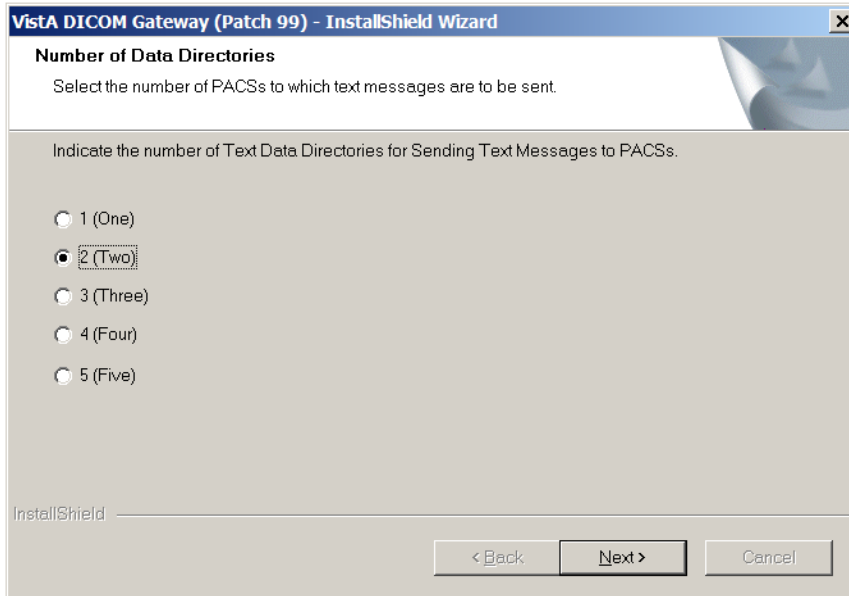 VistA DICOM Gateway (Patch 99) - InstallShield Wizard
Number of Data Directories
Select the number of PACSs to which text messages are to be sent.
Indicate the number of Text Data Directories for Sending Text Messages to PACSs.
1 (One)
2 (Two)
3 (Three)
4 (Four)
5 (Five)
InstallShield
< Back Next > Cancel